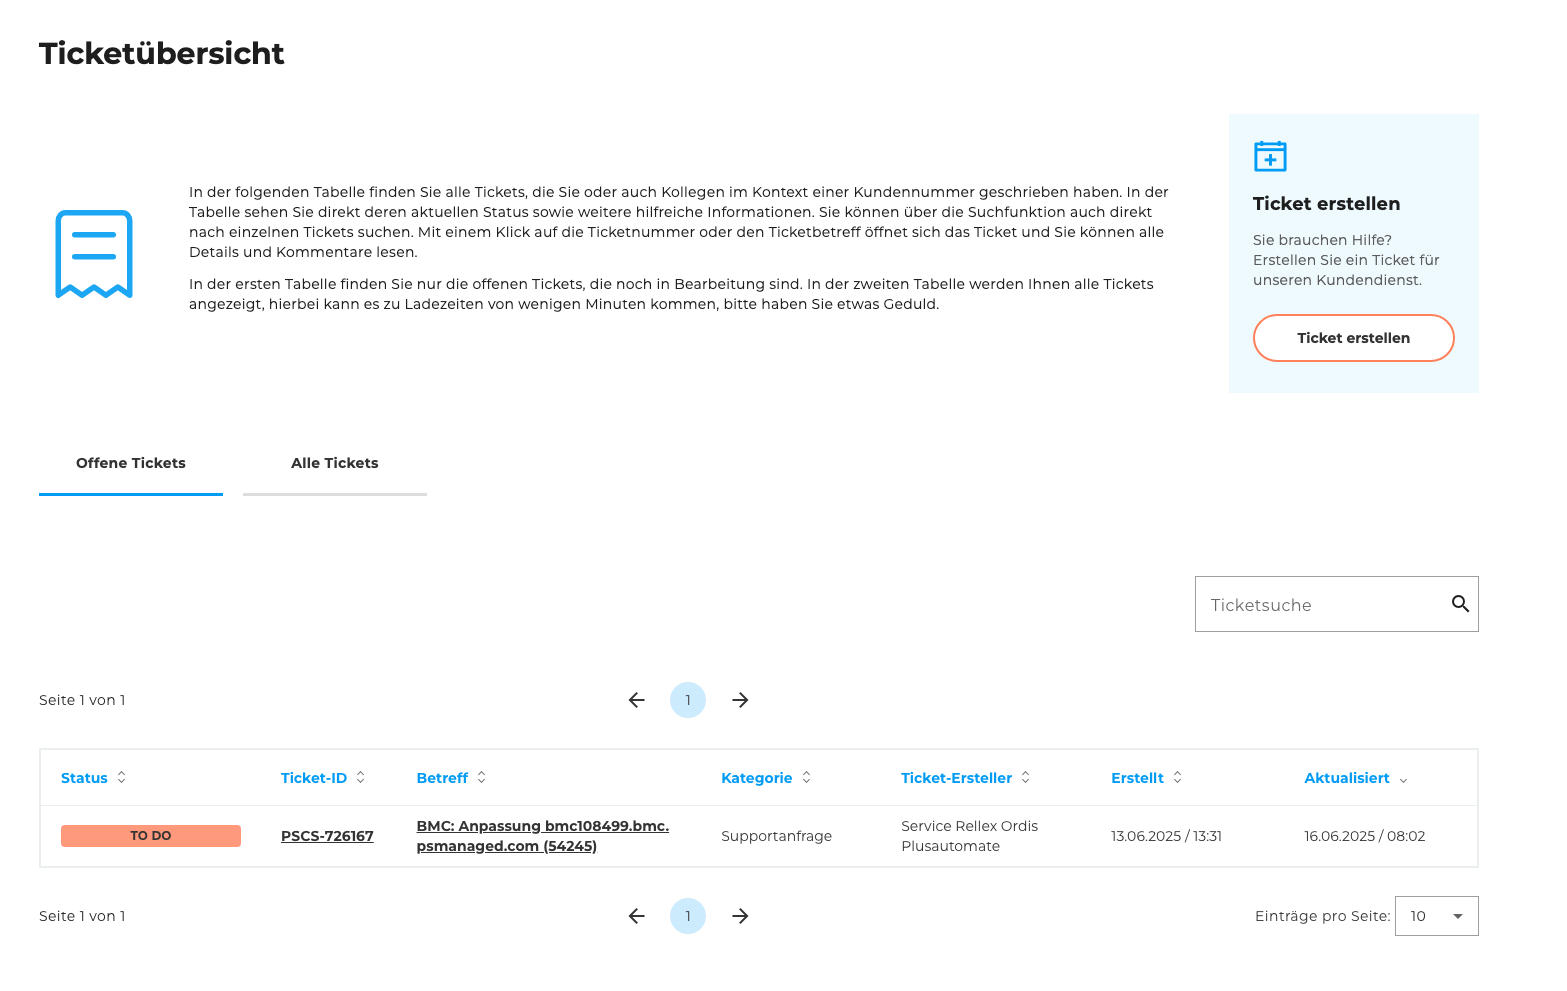 Ticketübersicht
In der folgenden Tabelle finden Sie alle Tickets, die Sie oder auch Kollegen im Kontext einer Kundennummer geschrieben haben. In der
Tabelle sehen Sie direkt deren aktuellen Status sowie weitere hilfreiche Informationen. Sie können über die Suchfunktion auch direkt
nach einzelnen Tickets suchen. Mit einem Klick auf die Ticketnummer oder den Ticketbetreff öffnet sich das Ticket und Sie können alle
Details und Kommentare lesen.
In der ersten Tabelle finden Sie nur die offenen Tickets, die noch in Bearbeitung sind. In der zweiten Tabelle werden Ihnen alle Tickets
angezeigt, hierbei kann es zu Ladezeiten von wenigen Minuten kommen, bitte haben Sie etwas Geduld.
Ticket erstellen
Sie brauchen Hilfe?
Erstellen Sie ein Ticket für
unseren Kundendienst.
Ticket erstellen
Offene Tickets Alle Tickets
Ticketsuche
Seite 1 von 1 1
Status Ticket-ID Betreff Kategorie Ticket-Ersteller Erstellt Aktualisiert
TO DO PSCS-726167 BMC: Anpassung bmc108499.bmc.
psmanaged.com (54245) Supportanfrage Service Rellex Ordis
Plusautomate 13.06.2025 / 13:31 16.06.2025 / 08:02
Seite 1 von 1 1 Einträge pro Seite: 10